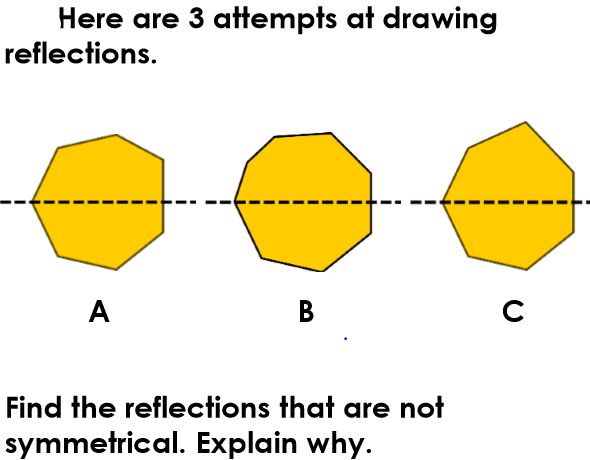 Here are 3 attempts at drawing
reflections.
A B C
Find the reflections that are not
symmetrical. Explain why.